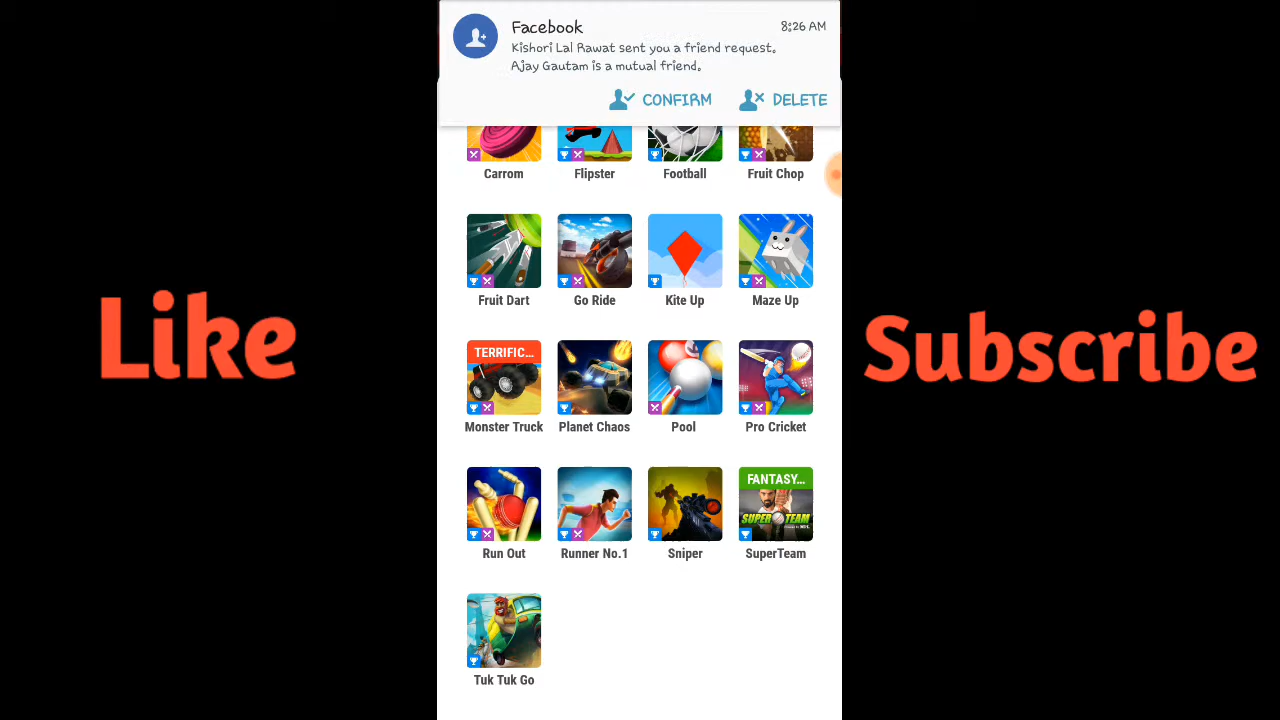 Facebook
8:26 AM
Kishori Lal Rawat sent you a friend request.
Ajay Gautam is a mutual friend.
CONFIRM
DELETE
Carrom
Flipster
Football
Fruit Chop
Fruit Dart
Go Ride
Kite Up
Maze Up
TERRIFIC...
Monster Truck
Planet Chaos
Pool
Pro Cricket
FANTASY...
SUPER TEAM
Run Out
Runner No.1
Sniper
SuperTeam
Tuk Tuk Go
Like
Subscribe